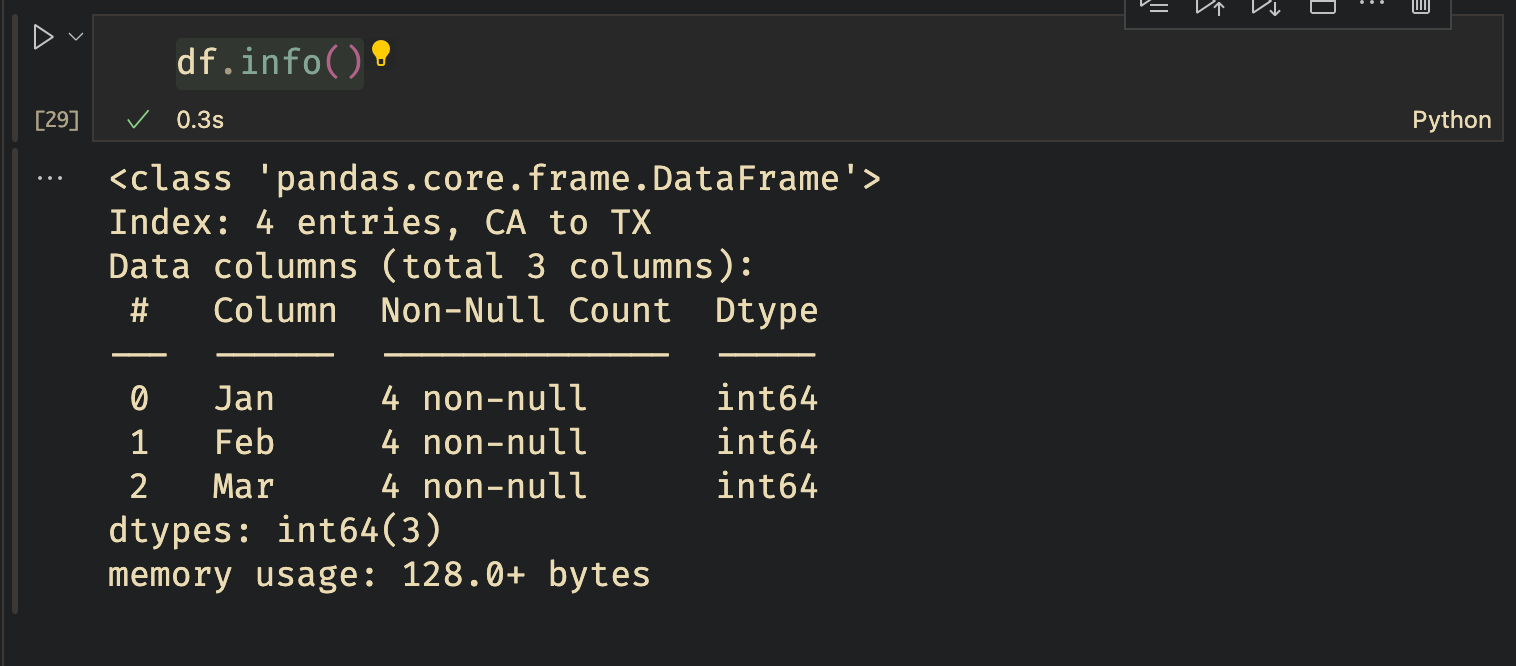 df.info()
[29]
0.3s
Python
<class 'pandas.core.frame.DataFrame'>
Index: 4 entries, CA to TX
Data columns (total 3 columns):
 #   Column  Non-Null Count  Dtype
---  ------  --------------  -----
 0   Jan     4 non-null      int64
 1   Feb     4 non-null      int64
 2   Mar     4 non-null      int64
dtypes: int64(3)
memory usage: 128.0+ bytes